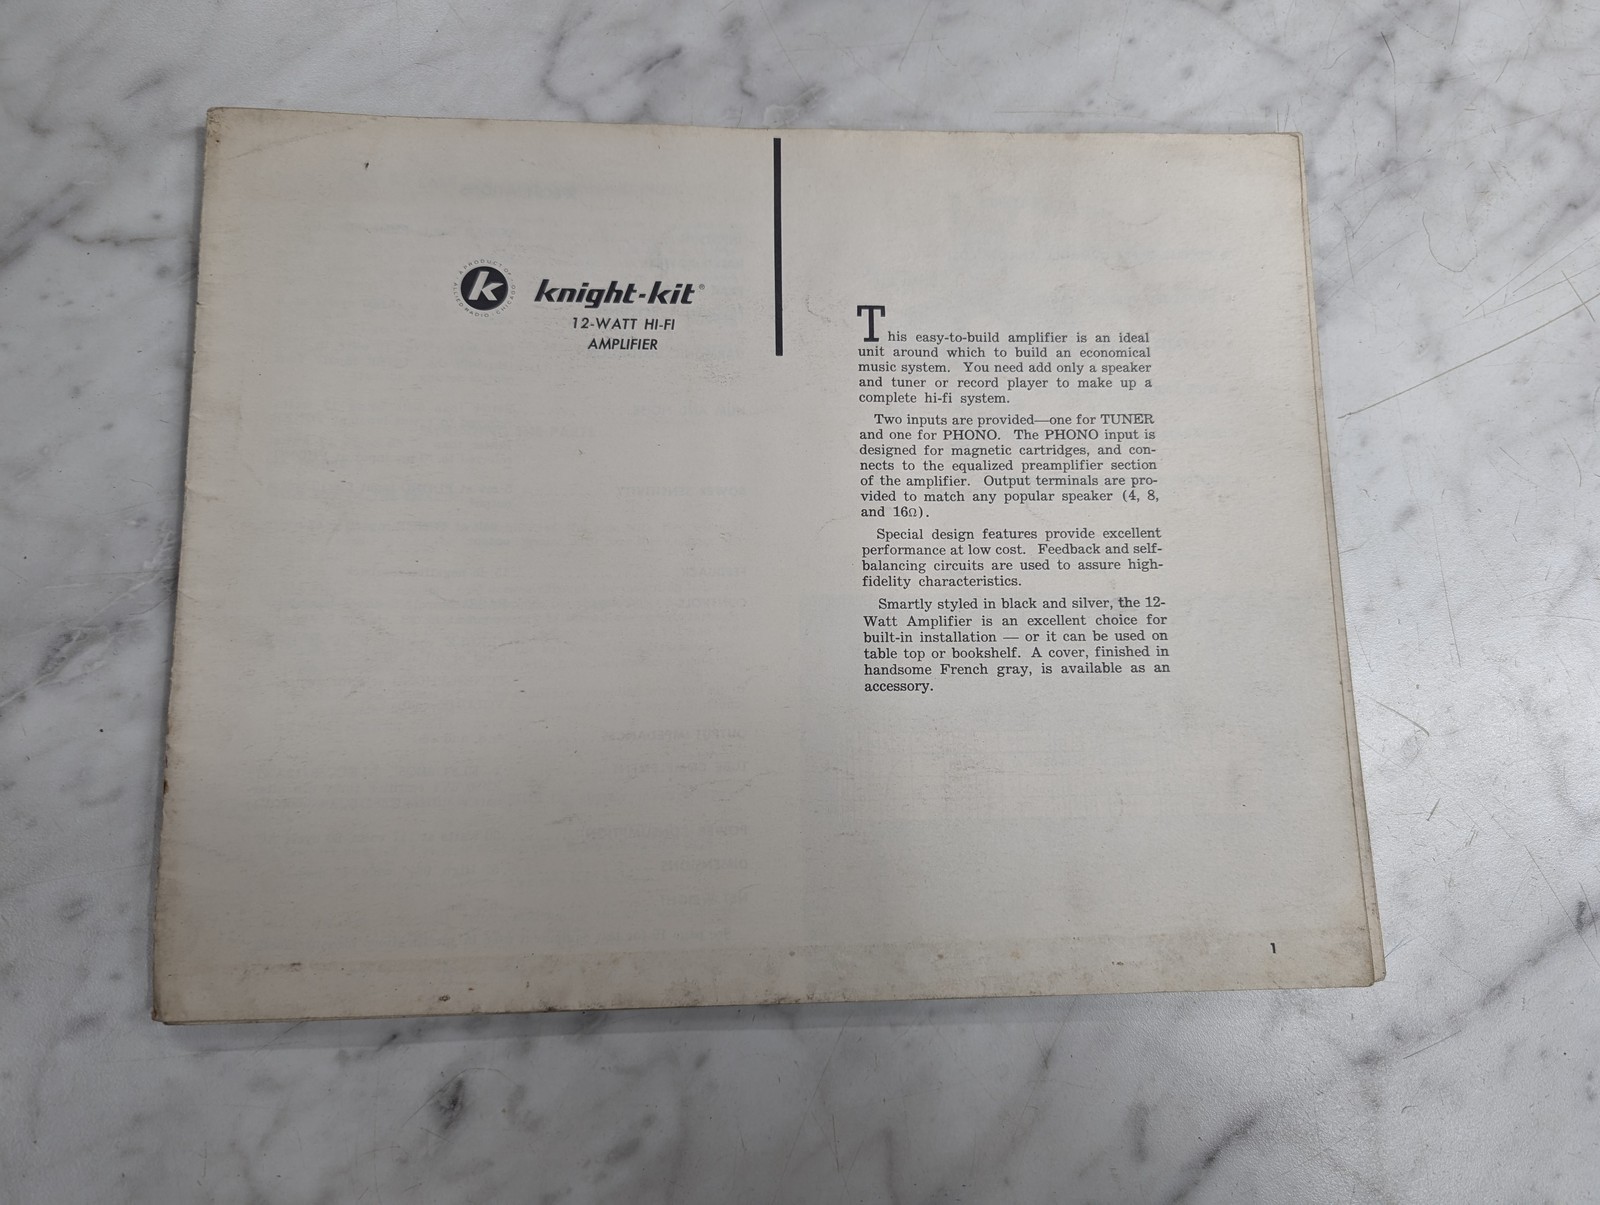 A PRODUCT OF
ALLIED RADIO · CHICAGO
k
knight-kit®
12-WATT HI-FI
AMPLIFIER
This easy-to-build amplifier is an ideal
unit around which to build an economical
music system. You need add only a speaker
and tuner or record player to make up a
complete hi-fi system.
Two inputs are provided—one for TUNER
and one for PHONO. The PHONO input is
designed for magnetic cartridges, and con-
nects to the equalized preamplifier section
of the amplifier. Output terminals are pro-
vided to match any popular speaker (4, 8,
and 16Ω).
Special design features provide excellent
performance at low cost. Feedback and self-
balancing circuits are used to assure high-
fidelity characteristics.
Smartly styled in black and silver, the 12-
Watt Amplifier is an excellent choice for
built-in installation — or it can be used on
table top or bookshelf. A cover, finished in
handsome French gray, is available as an
accessory.
1